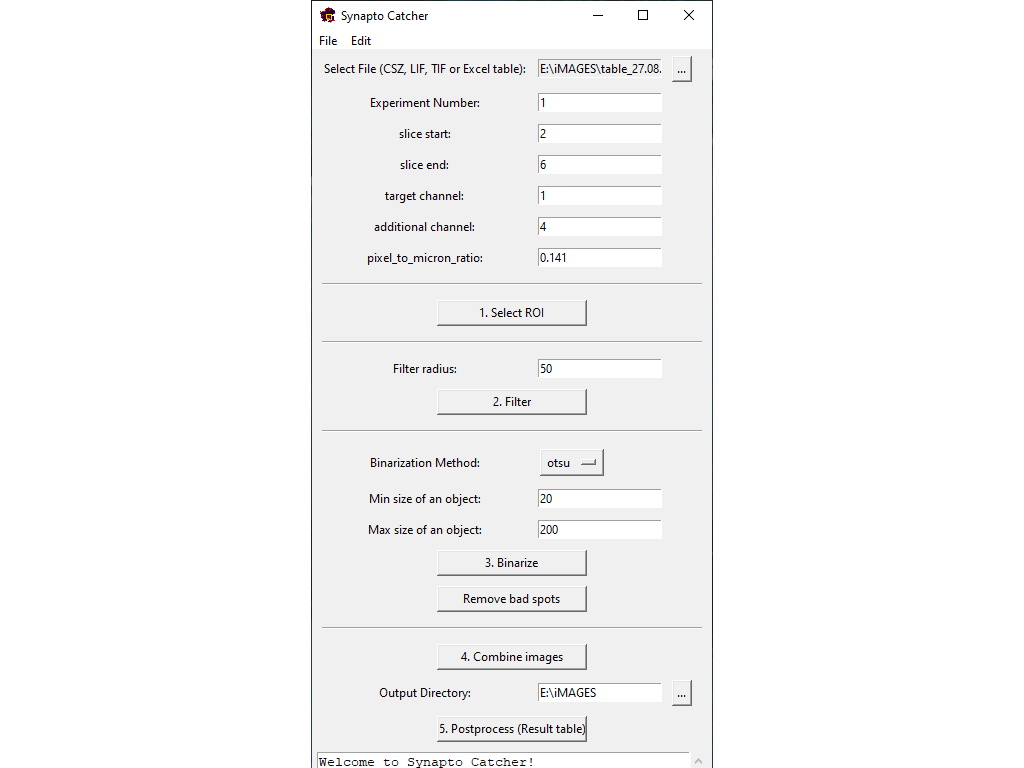 Synapto Catcher
File Edit
Select File (CSZ, LIF, TIF or Excel table): E:\iMAGES\table_27.08. ...
Experiment Number: 1
slice start: 2
slice end: 6
target channel: 1
additional channel: 4
pixel_to_micron_ratio: 0.141
1. Select ROI
Filter radius: 50
2. Filter
Binarization Method: otsu
Min size of an object: 20
Max size of an object: 200
3. Binarize
Remove bad spots
4. Combine images
Output Directory: E:\iMAGES ...
5. Postprocess (Result table)
Welcome to Synapto Catcher!